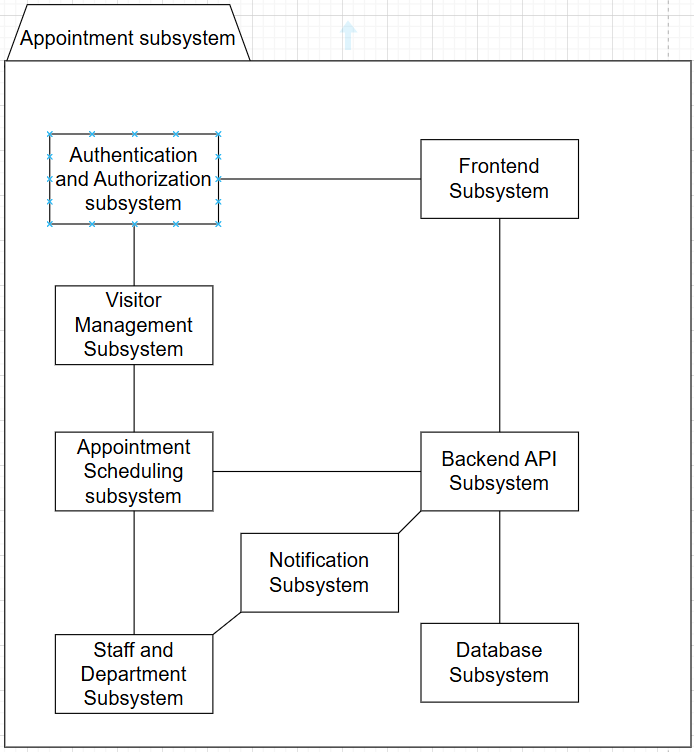 Appointment subsystem
Authentication
and Authorization
subsystem
Frontend
Subsystem
Visitor
Management
Subsystem
Appointment
Scheduling
subsystem
Backend API
Subsystem
Notification
Subsystem
Staff and
Department
Subsystem
Database
Subsystem